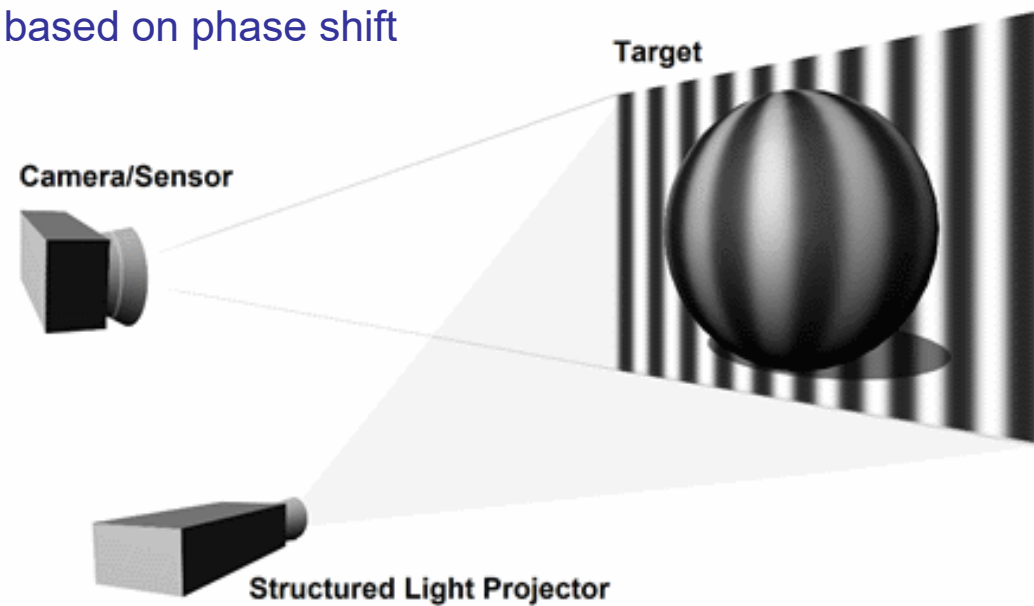 based on phase shift
Target
Camera/Sensor
Structured Light Projector